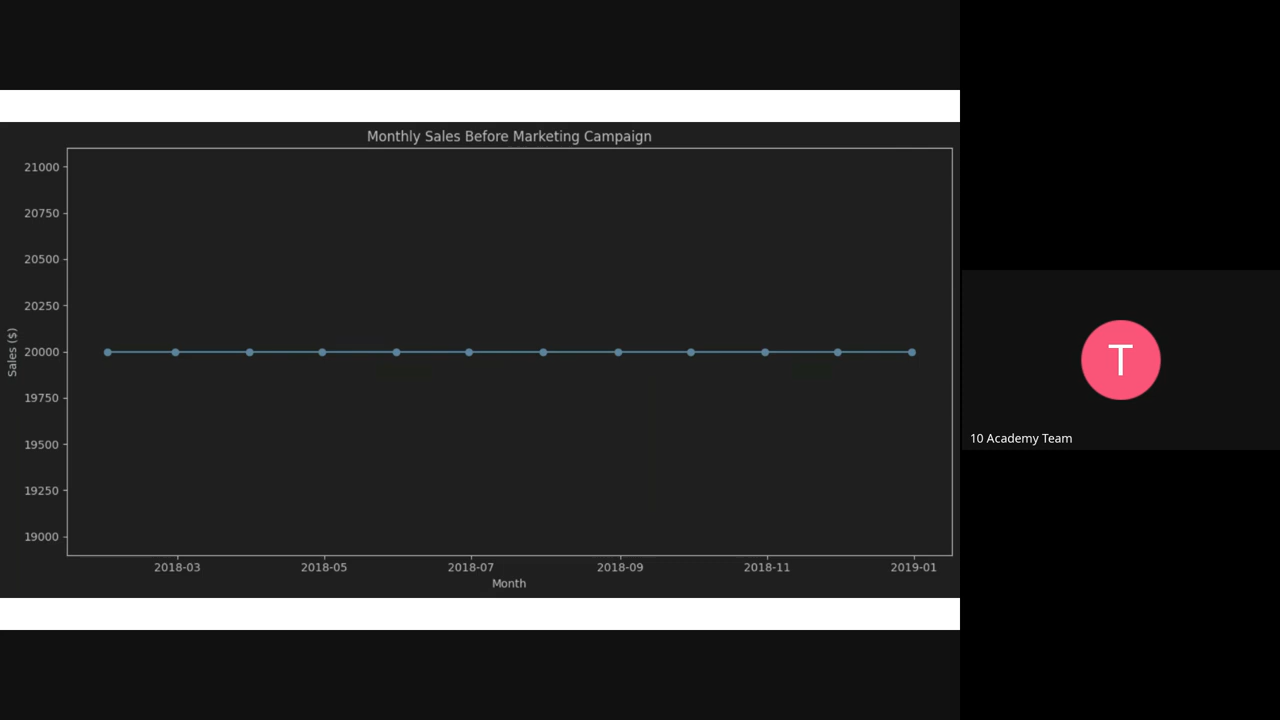 Monthly Sales Before Marketing Campaign
21000
20750
20500
20250
20000
19750
19500
19250
19000
Sales ($)
2018-03 2018-05 2018-07 2018-09 2018-11 2019-01
Month
T
10 Academy Team